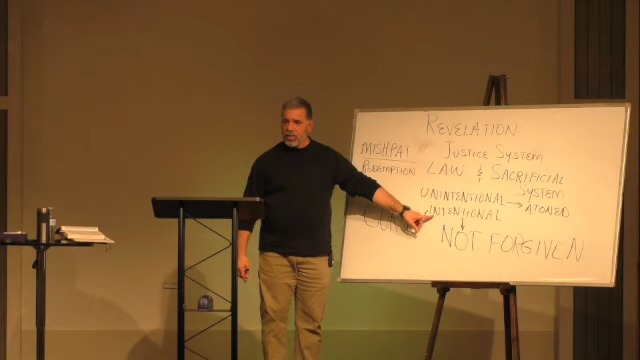 REVELATION
MISHPAT JUSTICE SYSTEM
REDEMPTION LAW & SACRIFICIAL
SYSTEM
UNINTENTIONAL → ATONED
INTENTIONAL
NOT FORGIVEN